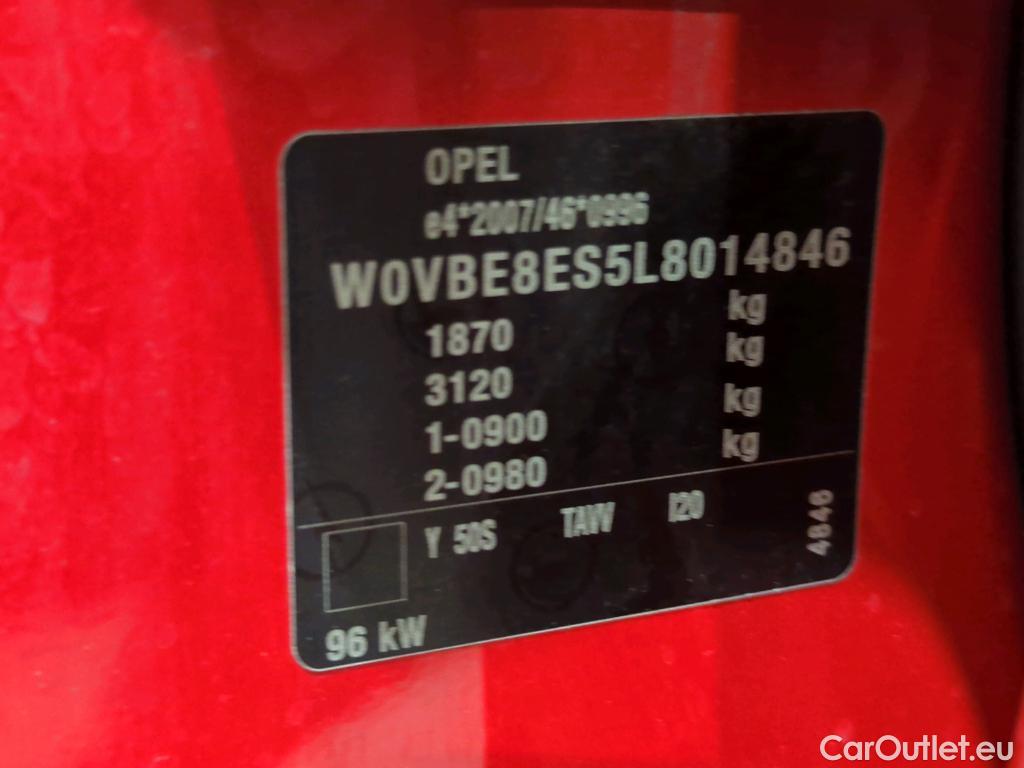 OPEL
e4*2007/46*0996
W0VBE8ES5L8014846
1870 kg
3120 kg
1-0900 kg
2-0980 kg
Y 50S TAW I20
4846
96 kW
CarOutlet.eu